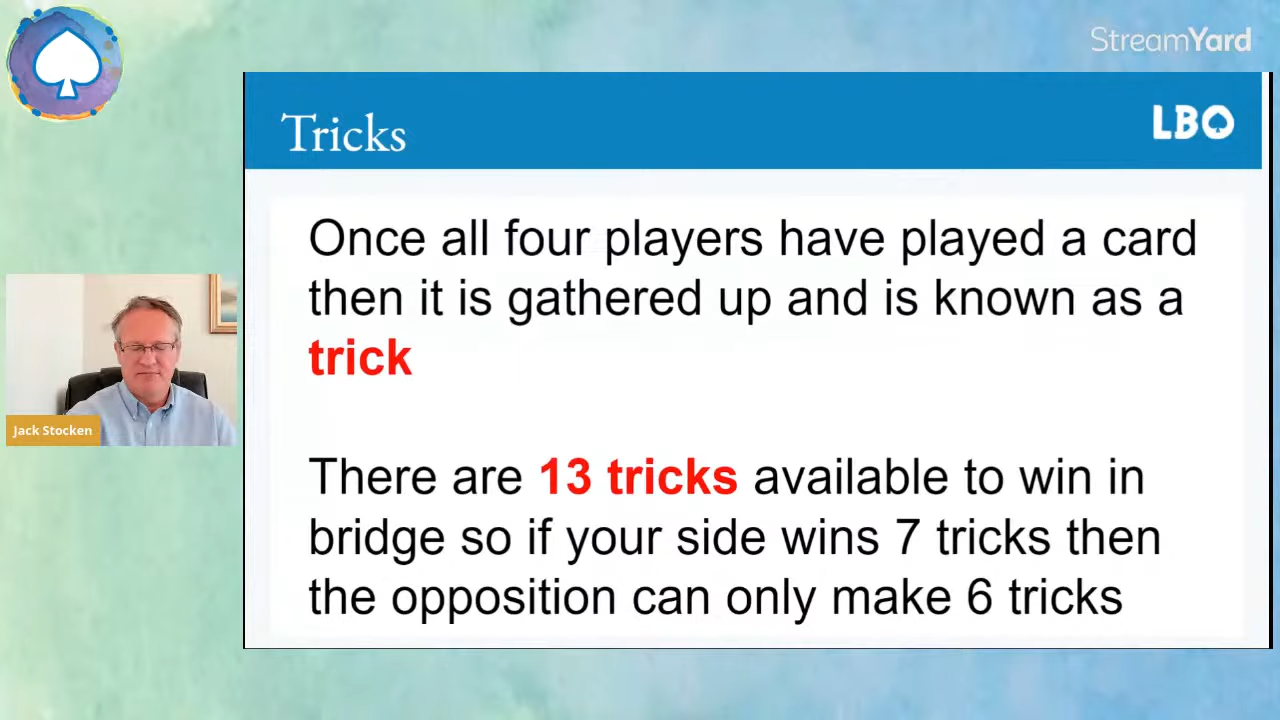 StreamYard
Tricks
LBO
Once all four players have played a card
then it is gathered up and is known as a
trick
There are 13 tricks available to win in
bridge so if your side wins 7 tricks then
the opposition can only make 6 tricks
Jack Stocken